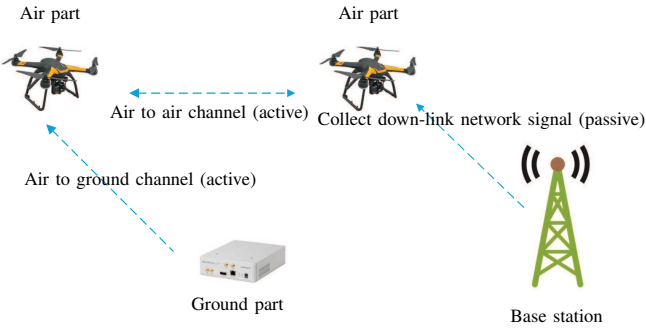 Air part
Air part
Air to air channel (active)
Collect down-link network signal (passive)
Air to ground channel (active)
Ground part
Base station